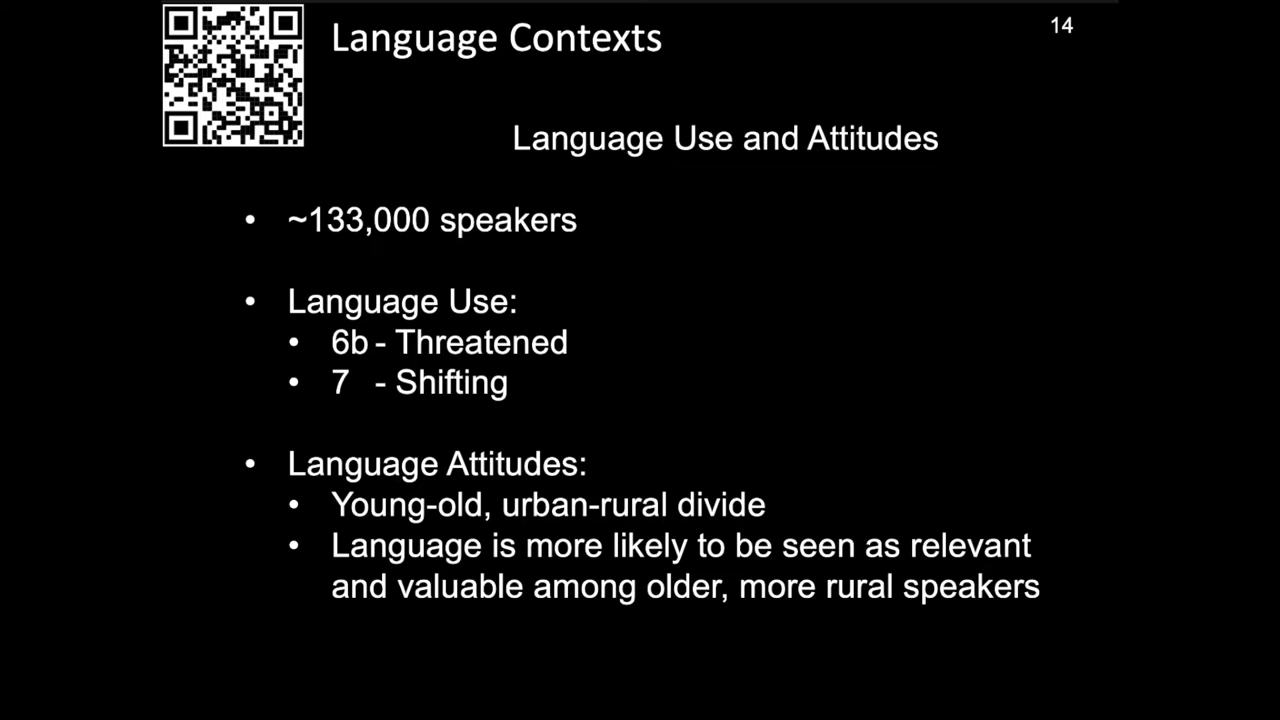 Language Contexts
14
Language Use and Attitudes
• ~133,000 speakers
• Language Use:
• 6b - Threatened
• 7 - Shifting
• Language Attitudes:
• Young-old, urban-rural divide
• Language is more likely to be seen as relevant
and valuable among older, more rural speakers